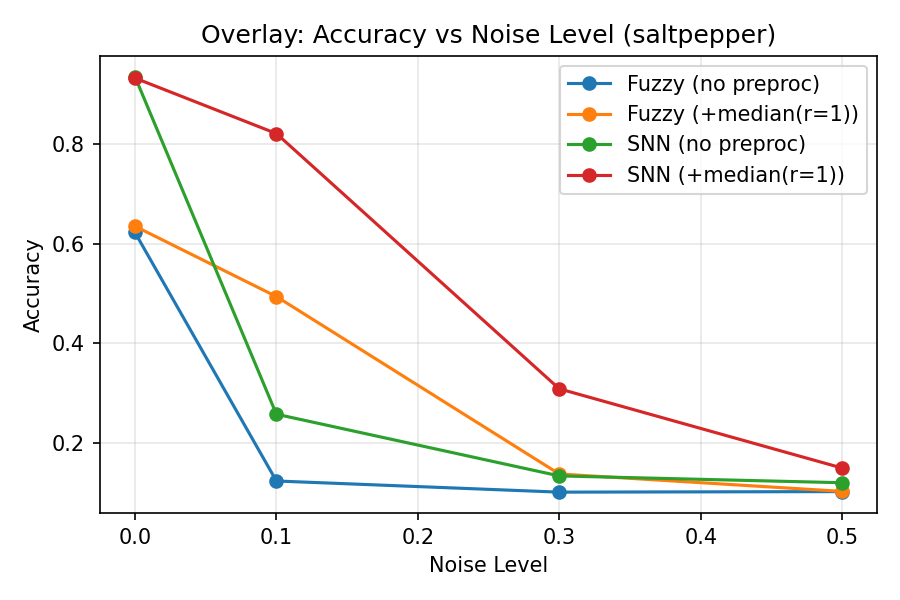 Overlay: Accuracy vs Noise Level (saltpepper)
Fuzzy (no preproc)
Fuzzy (+median(r=1))
SNN (no preproc)
SNN (+median(r=1))
Accuracy
0.8
0.6
0.4
0.2
0.0 0.1 0.2 0.3 0.4 0.5
Noise Level